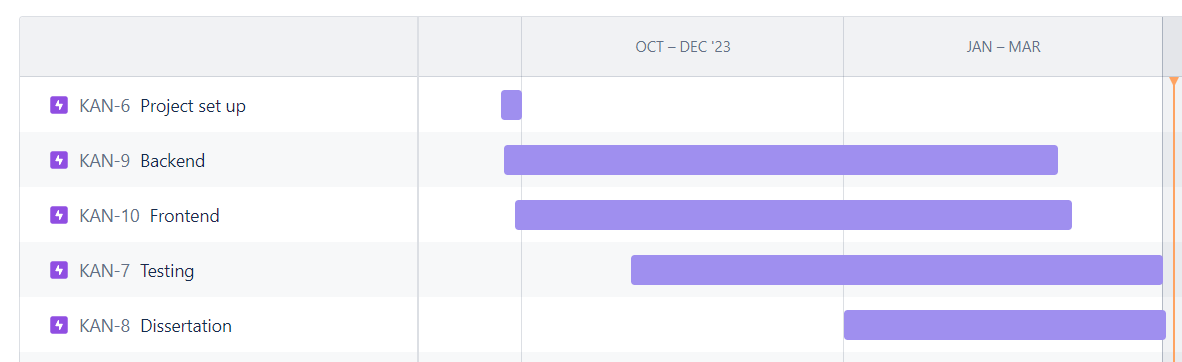 OCT – DEC '23 JAN – MAR
KAN-6 Project set up
KAN-9 Backend
KAN-10 Frontend
KAN-7 Testing
KAN-8 Dissertation